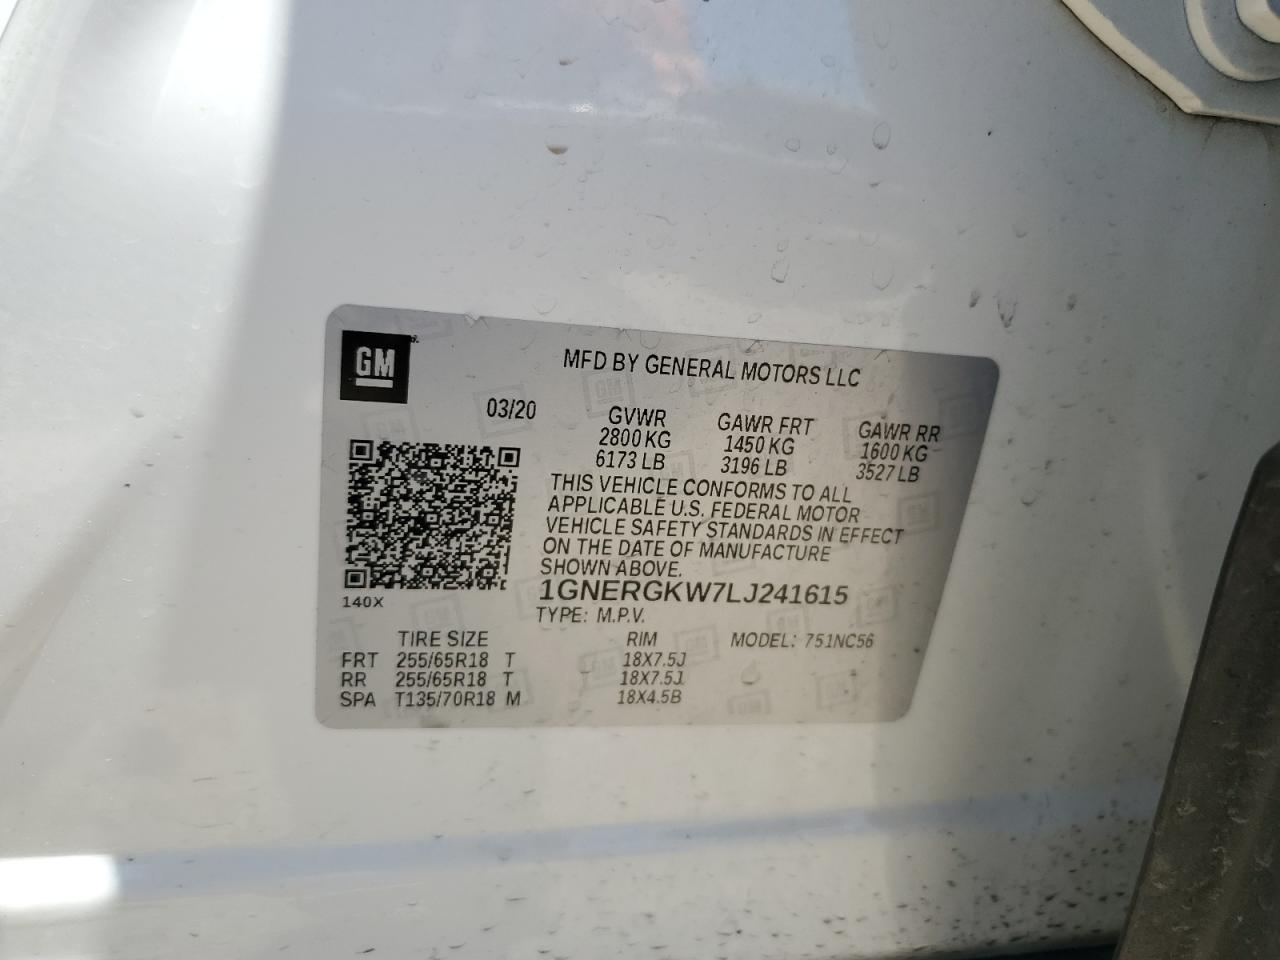 GM
MFD BY GENERAL MOTORS LLC
03/20
GVWR GAWR FRT GAWR RR
2800 KG 1450 KG 1600 KG
6173 LB 3196 LB 3527 LB
THIS VEHICLE CONFORMS TO ALL
APPLICABLE U.S. FEDERAL MOTOR
VEHICLE SAFETY STANDARDS IN EFFECT
ON THE DATE OF MANUFACTURE
SHOWN ABOVE.
1GNERGKW7LJ241615
140X
TYPE: M.P.V.
TIRE SIZE RIM MODEL: 751NC56
FRT 255/65R18 T 18X7.5J
RR 255/65R18 T 18X7.5J
SPA T135/70R18 M 18X4.5B